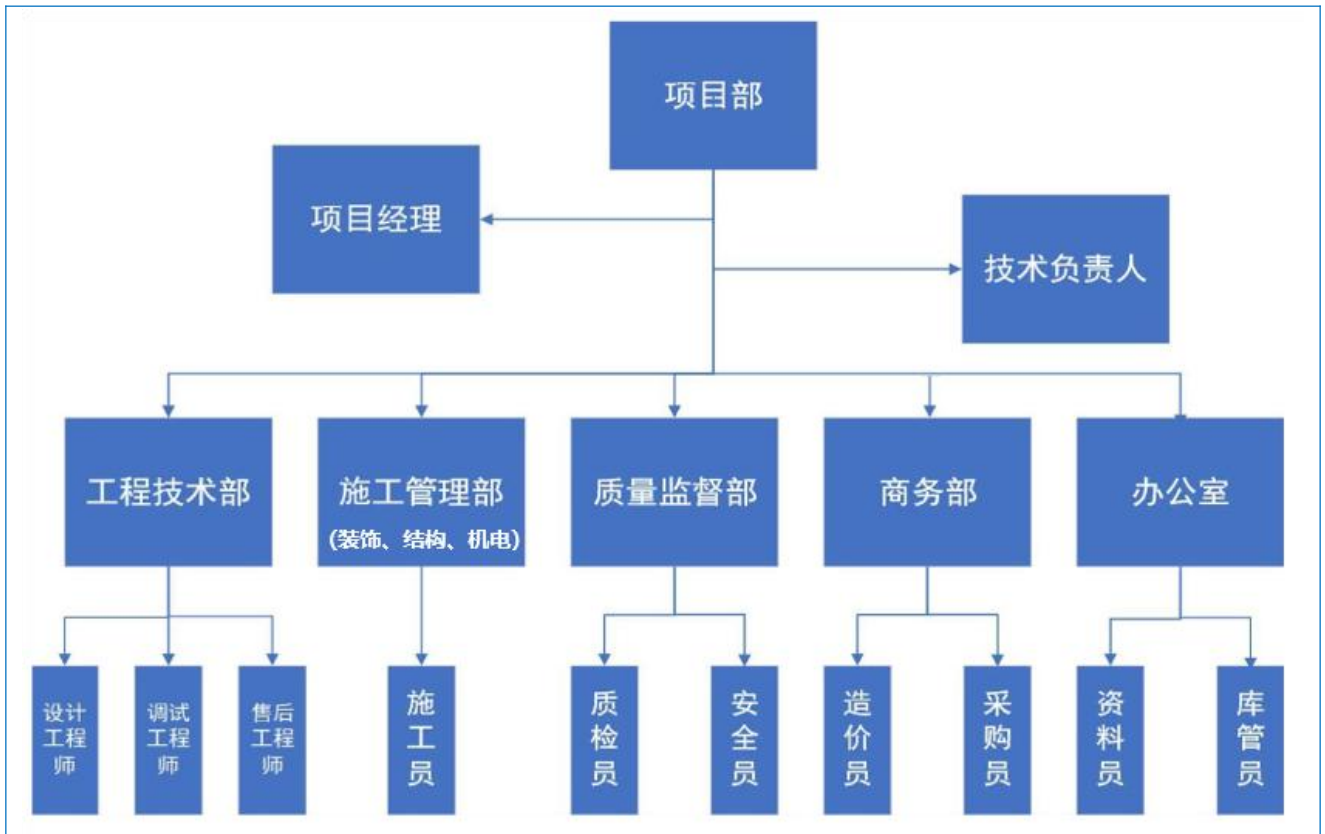 项目部
项目经理
技术负责人
工程技术部
施工管理部
(装饰、结构、机电)
质量监督部
商务部
办公室
设计
工程
师
调试
工程
师
售后
工程
师
施
工
员
质
检
员
安
全
员
造
价
员
采
购
员
资
料
员
库
管
员